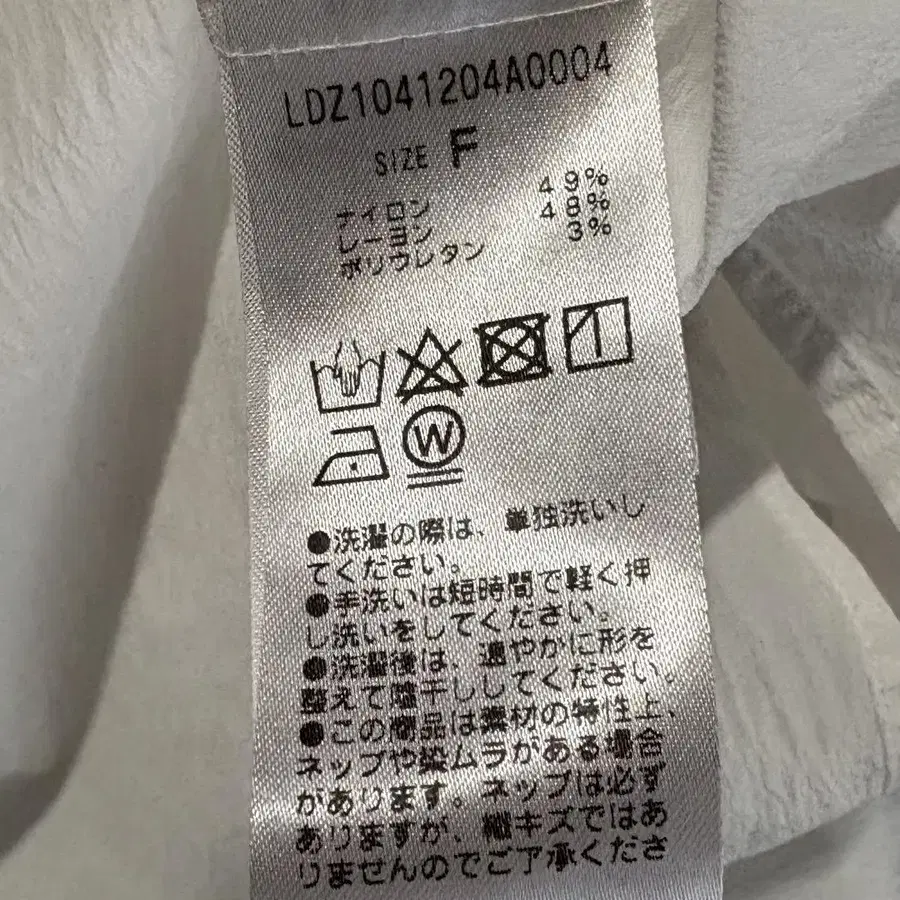 LDZ1041204A0004
SIZE F
ナイロン 49%
レーヨン 48%
ポリウレタン 3%
W
●洗濯の際は、単独洗いし
てください。
●手洗いは短時間で軽く押
し洗いをしてください。
●洗濯後は、速やかに形を
整えて陰干ししてください。
●この商品は素材の特性上、
ネップや染ムラがある場合
があります。ネップは必ず
ありますが、織キズではあ
りませんのでご了承くださ